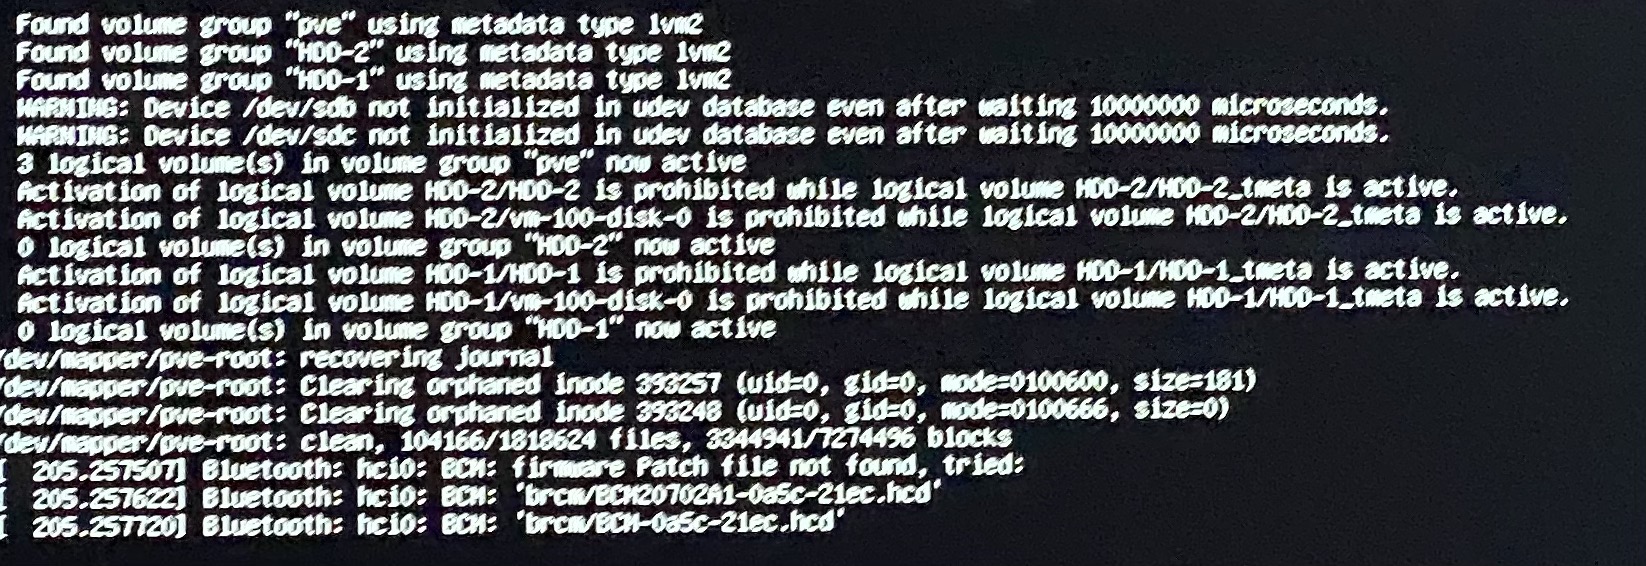 Found volume group "pve" using metadata type lvm2
Found volume group "HDD-2" using metadata type lvm2
Found volume group "HDD-1" using metadata type lvm2
WARNING: Device /dev/sdb not initialized in udev database even after waiting 10000000 microseconds.
WARNING: Device /dev/sdc not initialized in udev database even after waiting 10000000 microseconds.
3 logical volume(s) in volume group "pve" now active
Activation of logical volume HDD-2/HDD-2 is prohibited while logical volume HDD-2/HDD-2_tmeta is active.
Activation of logical volume HDD-2/vm-100-disk-0 is prohibited while logical volume HDD-2/HDD-2_tmeta is active.
0 logical volume(s) in volume group "HDD-2" now active
Activation of logical volume HDD-1/HDD-1 is prohibited while logical volume HDD-1/HDD-1_tmeta is active.
Activation of logical volume HDD-1/vm-100-disk-0 is prohibited while logical volume HDD-1/HDD-1_tmeta is active.
0 logical volume(s) in volume group "HDD-1" now active
/dev/mapper/pve-root: recovering journal
/dev/mapper/pve-root: Clearing orphaned inode 393257 (uid=0, gid=0, mode=0100600, size=181)
/dev/mapper/pve-root: Clearing orphaned inode 393248 (uid=0, gid=0, mode=0100666, size=0)
/dev/mapper/pve-root: clean, 104166/1818624 files, 3344941/7274496 blocks
[ 205.257507] Bluetooth: hci0: BCM: firmware Patch file not found, tried:
[ 205.257622] Bluetooth: hci0: BCM: 'brcm/BCM20702A1-0a5c-21ec.hcd'
[ 205.257720] Bluetooth: hci0: BCM: 'brcm/BCM-0a5c-21ec.hcd'